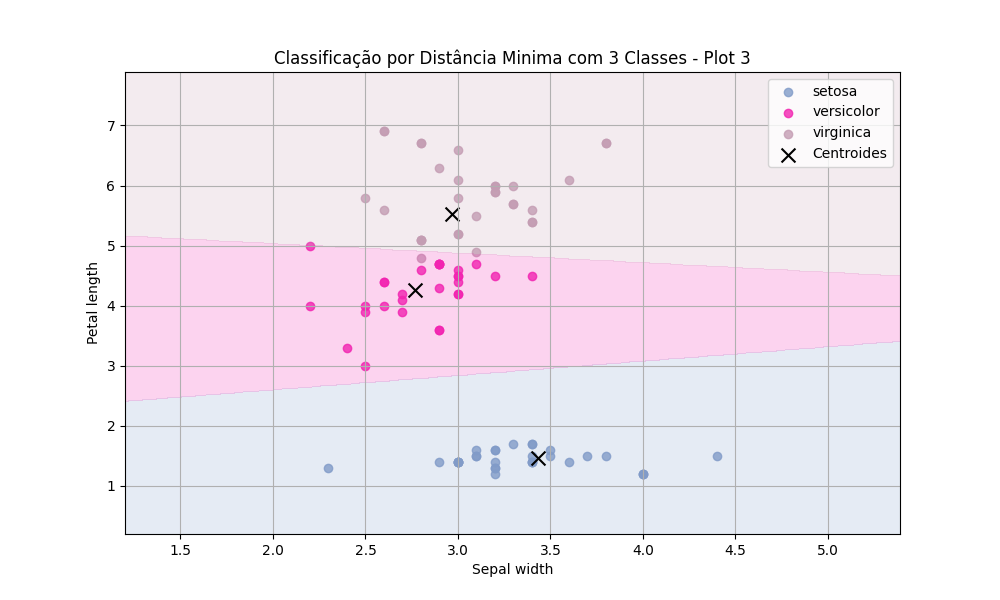 Classificação por Distância Minima com 3 Classes - Plot 3
setosa
versicolor
virginica
Centroides
Petal length
7
6
5
4
3
2
1
1.5 2.0 2.5 3.0 3.5 4.0 4.5 5.0
Sepal width